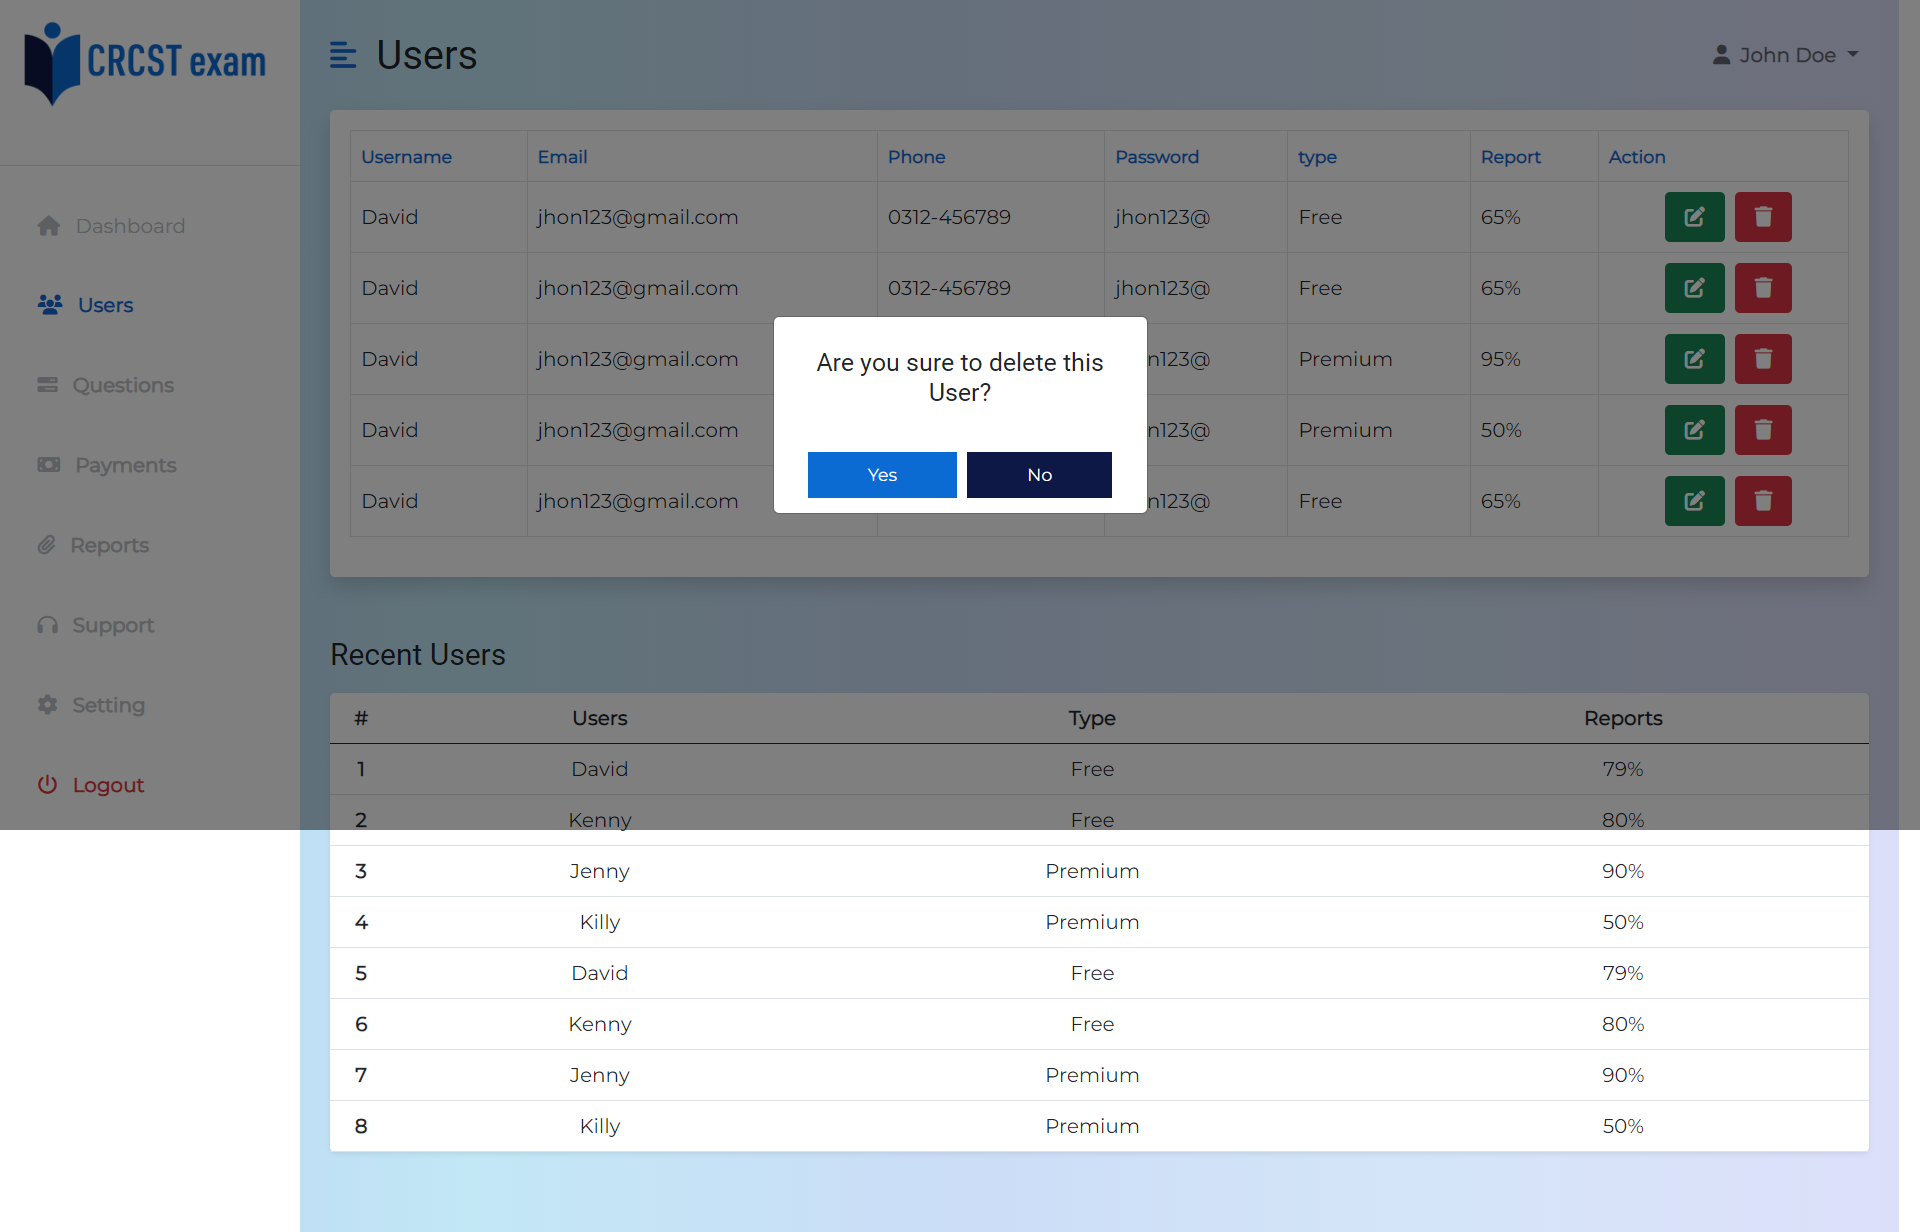 CRCST exam
Users
John Doe
Dashboard
Users
Questions
Payments
Reports
Support
Setting
Logout
Username Email Phone Password type Report Action
David jhon123@gmail.com 0312-456789 jhon123@ Free 65%
David jhon123@gmail.com 0312-456789 jhon123@ Free 65%
David jhon123@gmail.com n123@ Premium 95%
David jhon123@gmail.com n123@ Premium 50%
David jhon123@gmail.com n123@ Free 65%
Are you sure to delete this
User?
Yes No
Recent Users
# Users Type Reports
1 David Free 79%
2 Kenny Free 80%
3 Jenny Premium 90%
4 Killy Premium 50%
5 David Free 79%
6 Kenny Free 80%
7 Jenny Premium 90%
8 Killy Premium 50%